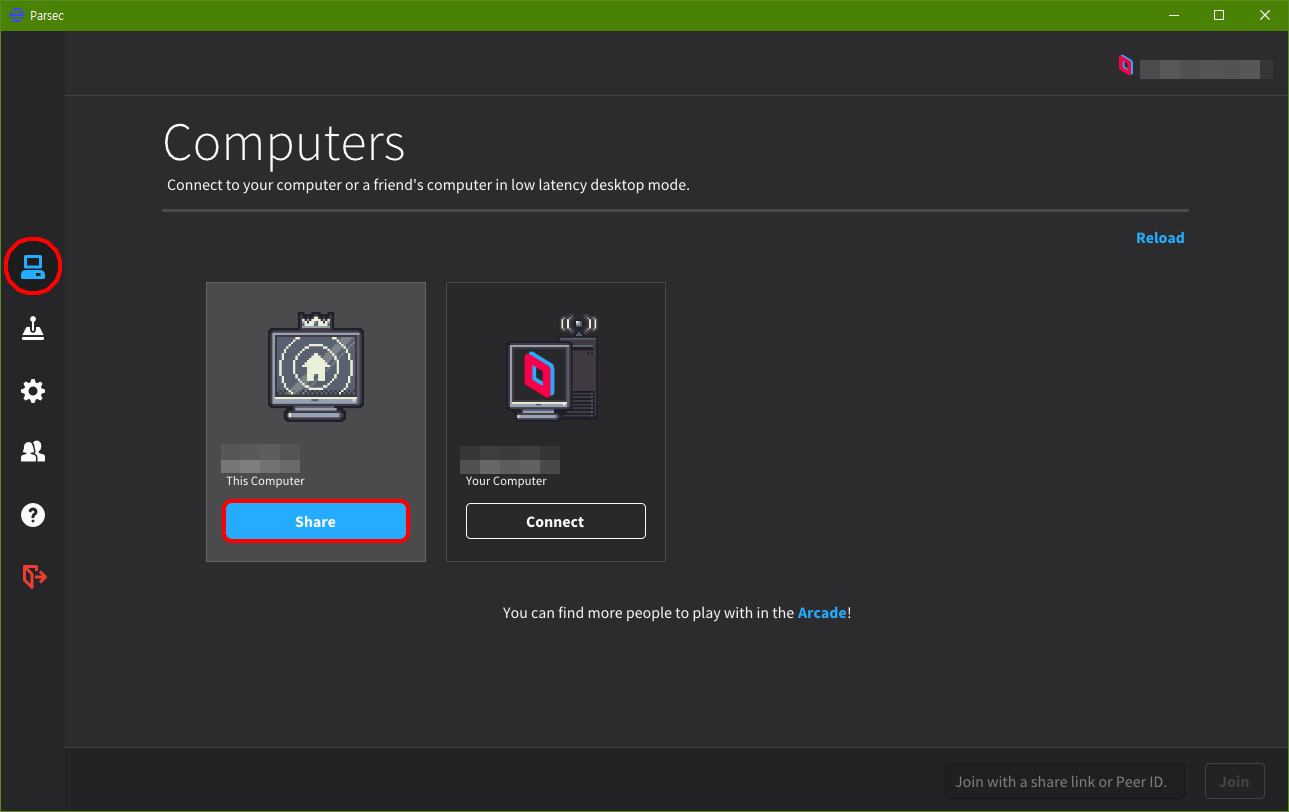 Parsec
Computers
Connect to your computer or a friend's computer in low latency desktop mode.
Reload
This Computer
Your Computer
Share
Connect
You can find more people to play with in the Arcade!
Join with a share link or Peer ID.
Join